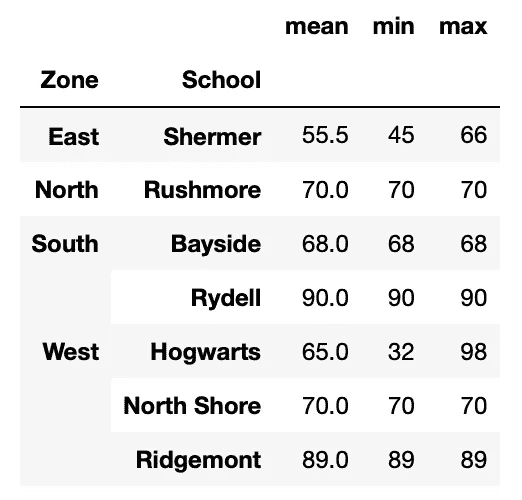 mean min max
Zone School
East Shermer 55.5 45 66
North Rushmore 70.0 70 70
South Bayside 68.0 68 68
Rydell 90.0 90 90
West Hogwarts 65.0 32 98
North Shore 70.0 70 70
Ridgemont 89.0 89 89